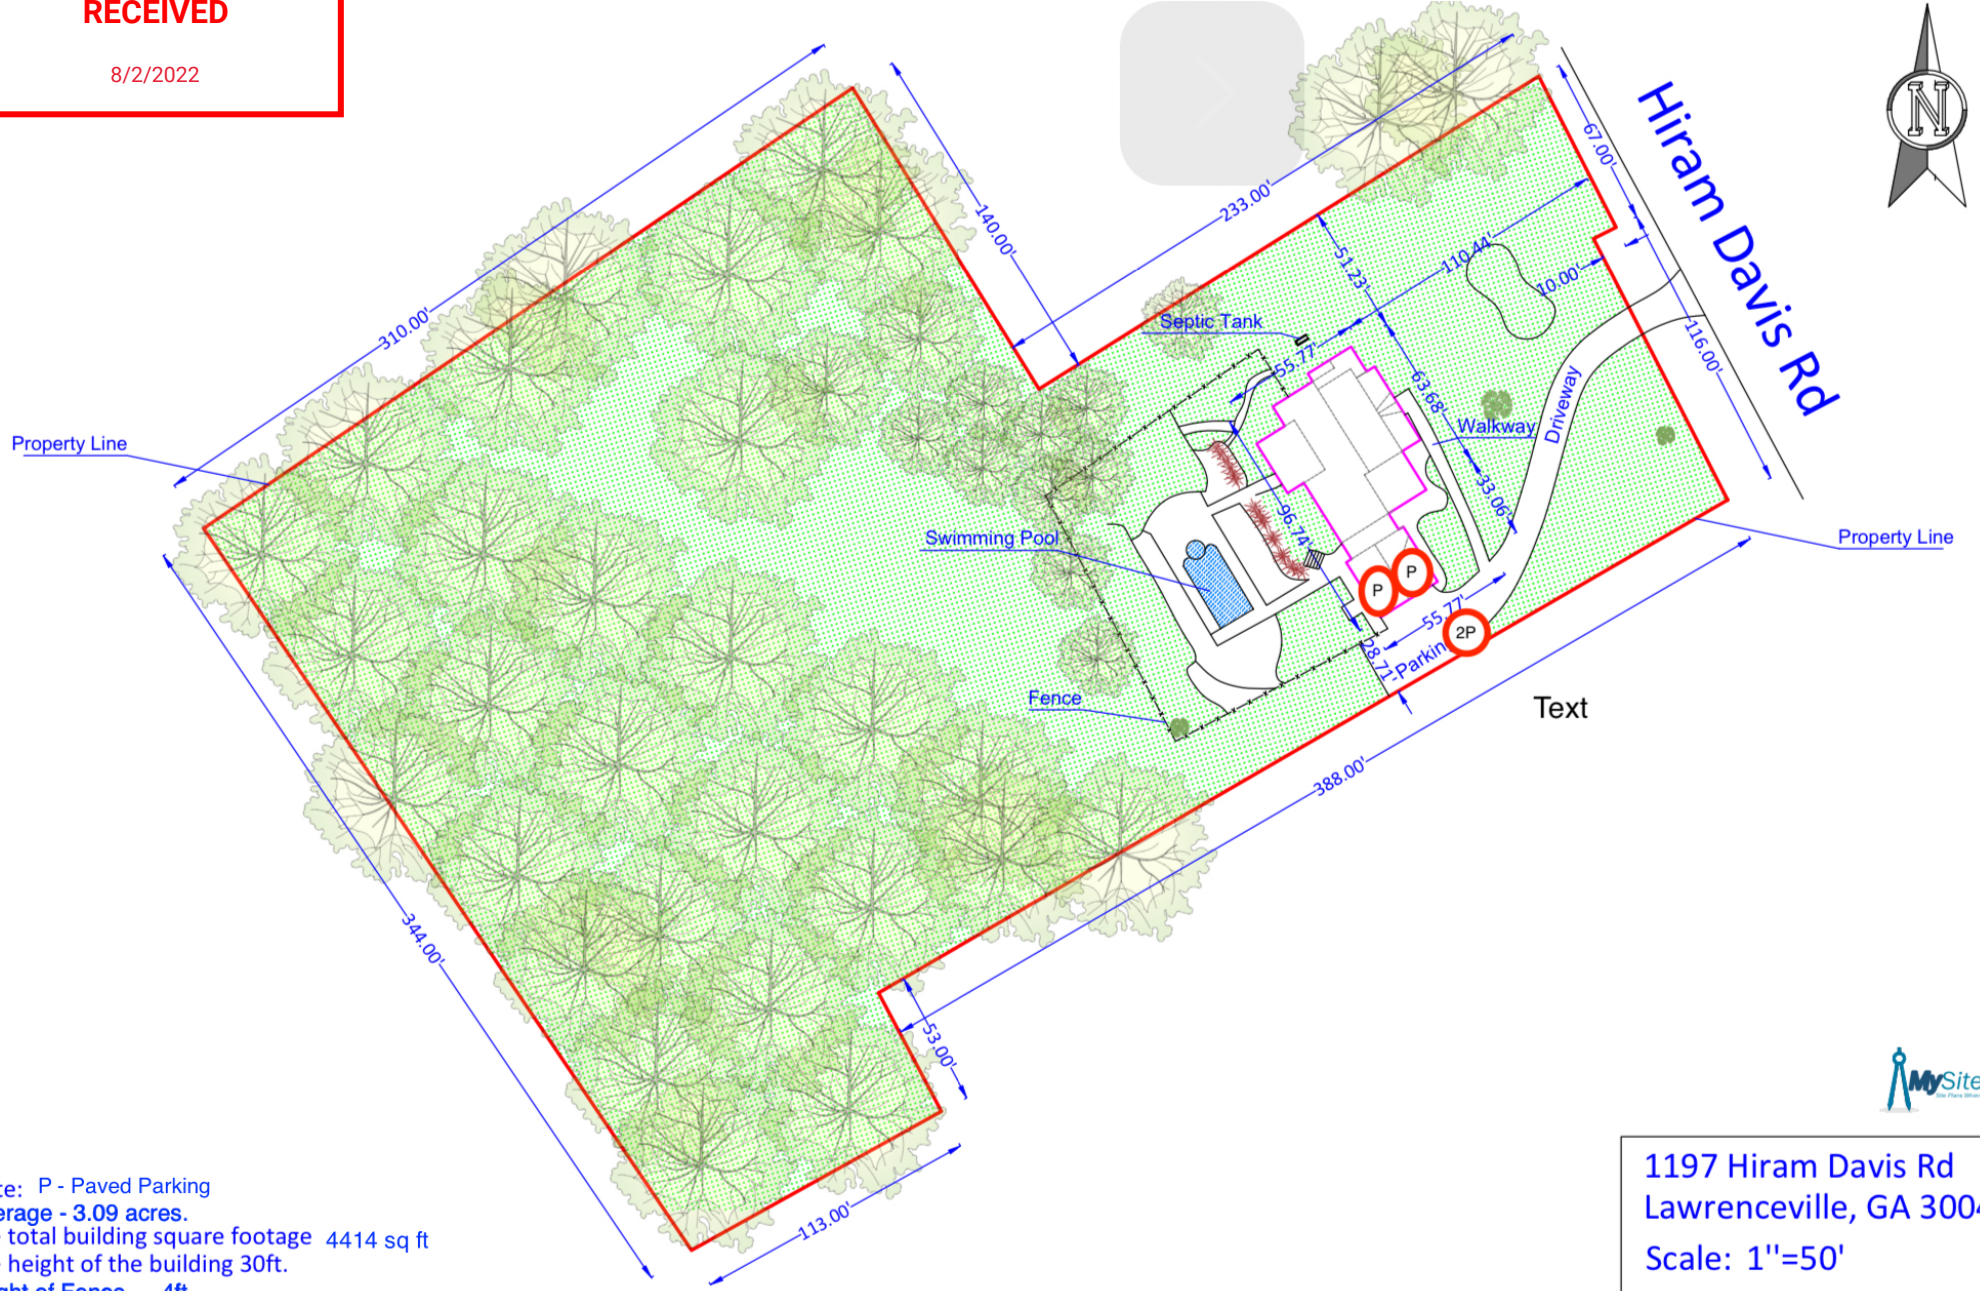 RECEIVED
8/2/2022
N
Hiram Davis Rd
310.00'
140.00'
233.00'
67.00'
51.23'
110.44'
10.00'
116.00'
Septic Tank
55.77'
63.68'
Walkway
Driveway
33.06'
96.74'
Property Line
Swimming Pool
Property Line
P
P
55.77'
2P
28.71'
Fence
Text
388.00'
344.00'
53.00'
113.00'
MySite
P - Paved Parking
- 3.09 acres.
total building square footage 4414 sq ft
height of the building 30ft.
1197 Hiram Davis Rd
Lawrenceville, GA
Scale: 1''=50'